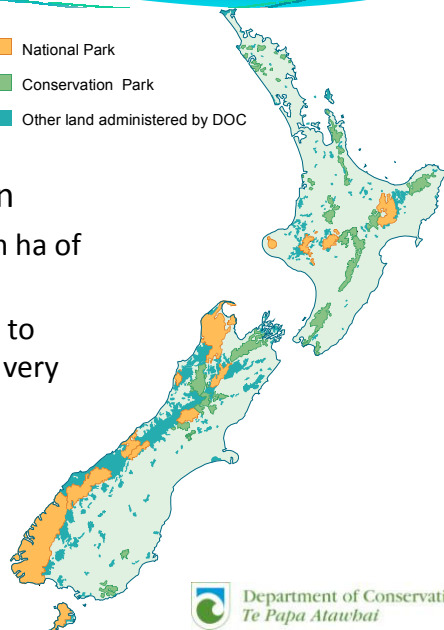 National Park
Conservation Park
Other land administered by DOC
n
n ha of
to
very
Department of Conservati
Te Papa Atawhai